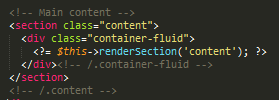 <!-- Main content -->
<section class="content">
<div class="container-fluid">
<?= $this->renderSection('content'); ?>
</div><!-- /.container-fluid -->
</section>
<!-- /.content -->